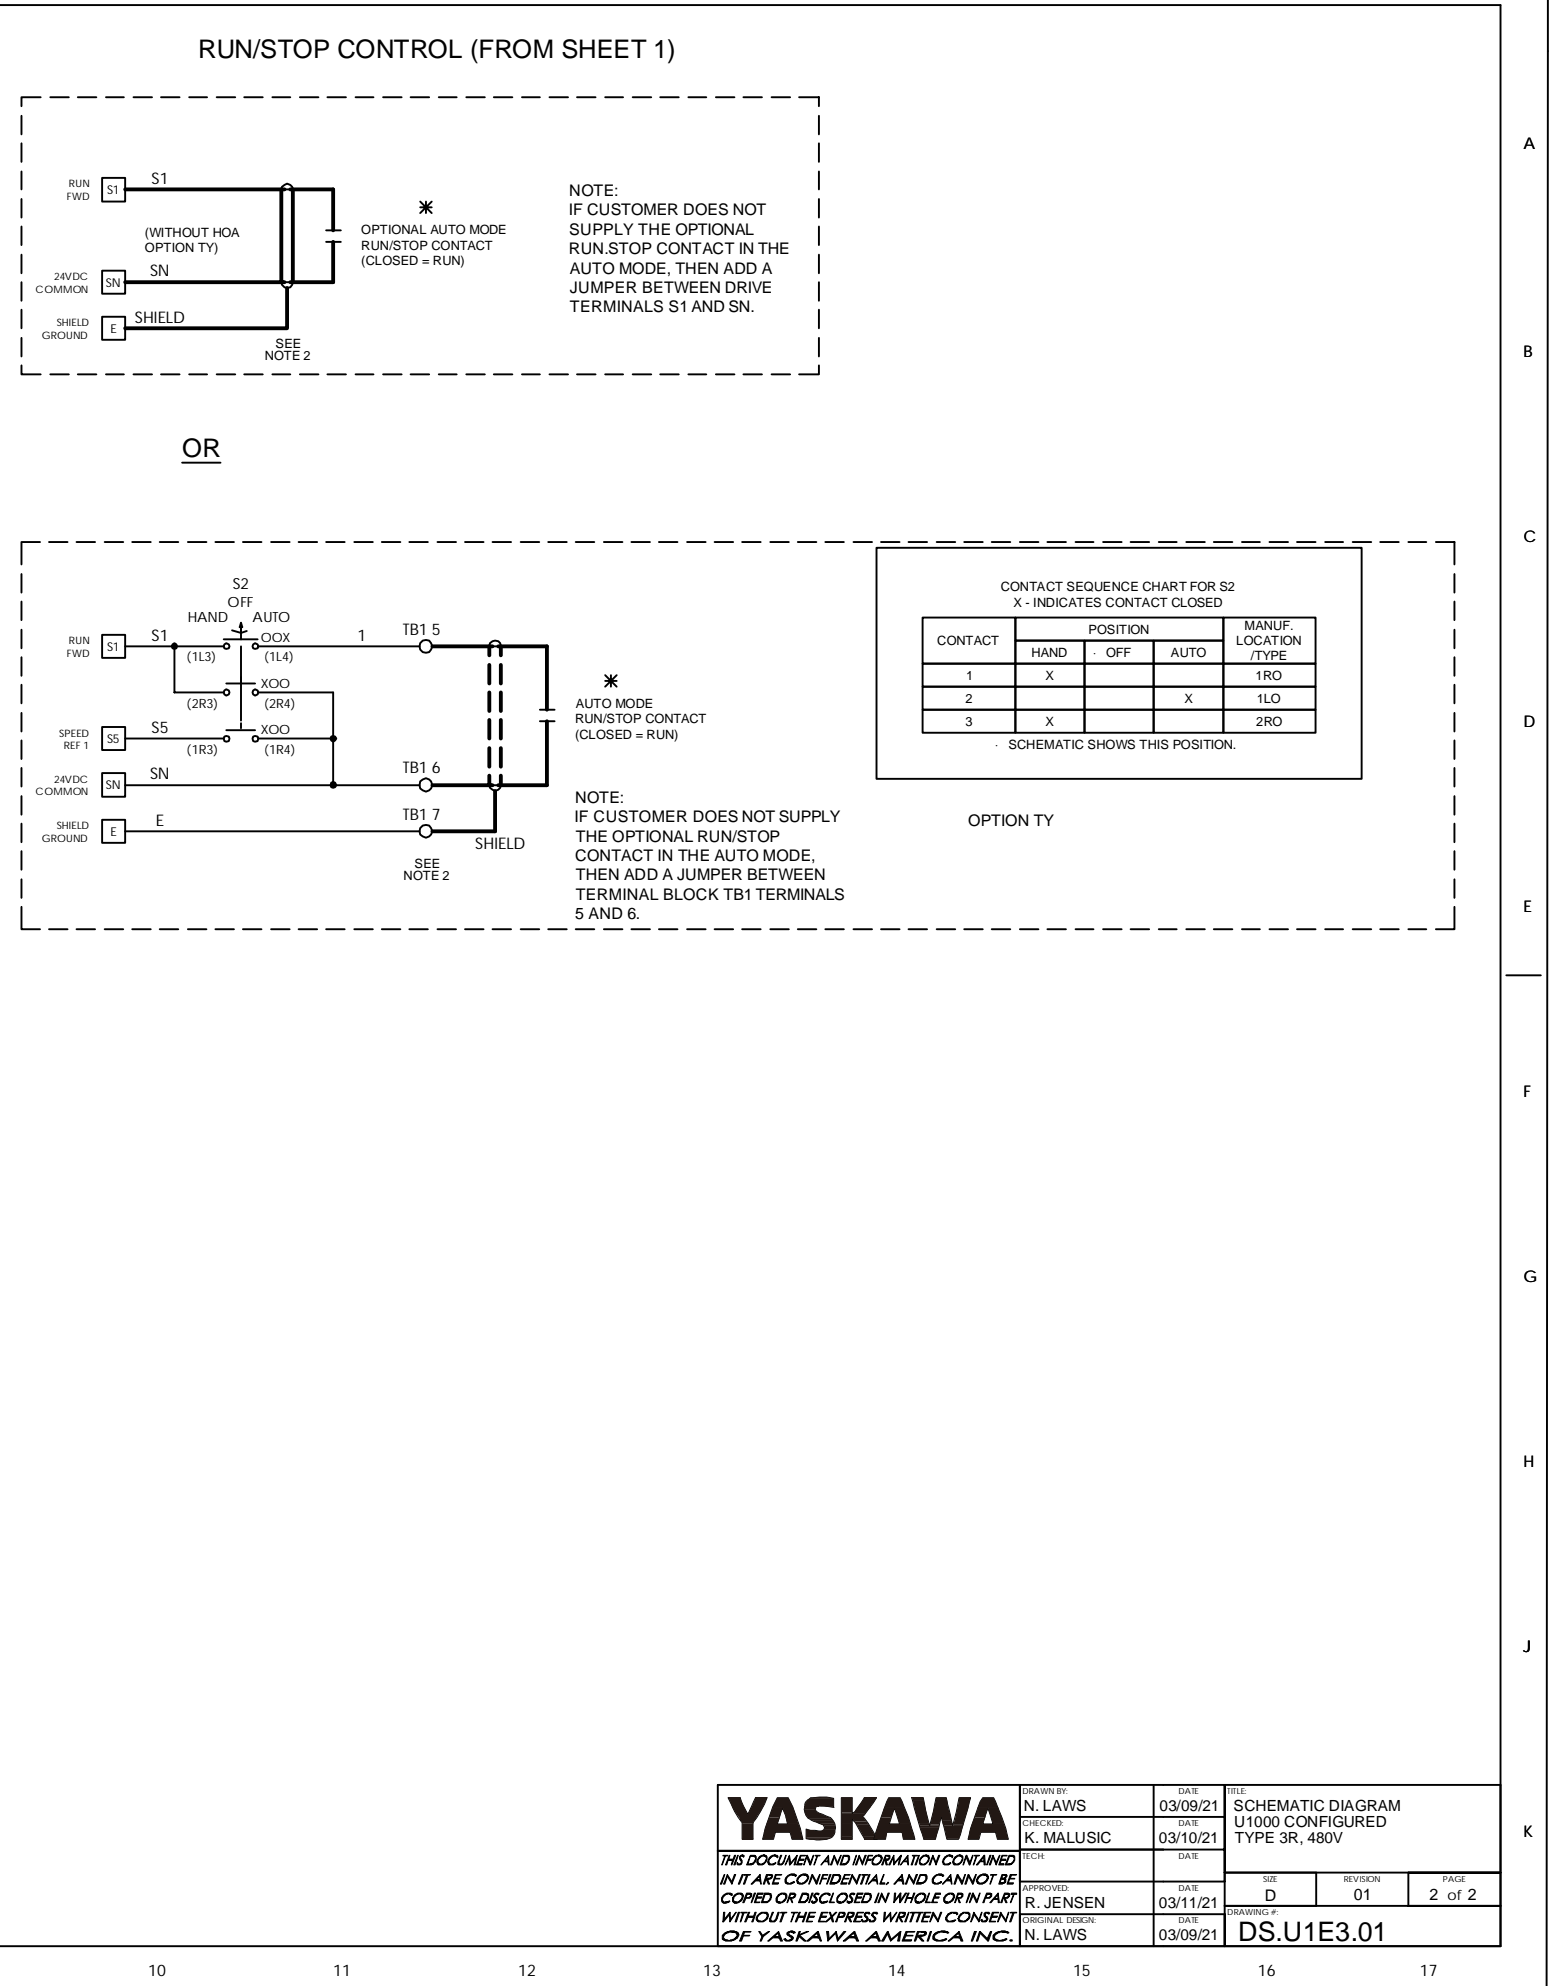 RUN/STOP CONTROL (FROM SHEET 1)
RUN
FWD
S1
S1
(WITHOUT HOA
OPTION TY)
24VDC
COMMON
SN
SN
SHIELD
GROUND
E
SHIELD
SEE
NOTE 2
OPTIONAL AUTO MODE
RUN/STOP CONTACT
(CLOSED = RUN)
NOTE:
IF CUSTOMER DOES NOT
SUPPLY THE OPTIONAL
RUN.STOP CONTACT IN THE
AUTO MODE, THEN ADD A
JUMPER BETWEEN DRIVE
TERMINALS S1 AND SN.
OR
S2
OFF
HAND AUTO
RUN
FWD
S1
S1
OOX
(1L3)
(1L4)
1
TB1 5
XOO
(2R3)
(2R4)
SPEED
REF 1
S5
S5
XOO
(1R3)
(1R4)
24VDC
COMMON
SN
SN
TB1 6
SHIELD
GROUND
E
E
TB1 7
SHIELD
SEE
NOTE 2
AUTO MODE
RUN/STOP CONTACT
(CLOSED = RUN)
NOTE:
IF CUSTOMER DOES NOT SUPPLY
THE OPTIONAL RUN/STOP
CONTACT IN THE AUTO MODE,
THEN ADD A JUMPER BETWEEN
TERMINAL BLOCK TB1 TERMINALS
5 AND 6.
CONTACT SEQUENCE CHART FOR S2
X - INDICATES CONTACT CLOSED
CONTACT
POSITION
MANUF.
LOCATION
/TYPE
HAND · OFF AUTO
1 X 1RO
2 X 1LO
3 X 2RO
· SCHEMATIC SHOWS THIS POSITION.
OPTION TY
A
B
C
D
E
F
G
H
J
K
YASKAWA
THIS DOCUMENT AND INFORMATION CONTAINED
IN IT ARE CONFIDENTIAL. AND CANNOT BE
COPIED OR DISCLOSED IN WHOLE OR IN PART
WITHOUT THE EXPRESS WRITTEN CONSENT
OF YASKAWA AMERICA INC.
DRAWN BY: DATE
N. LAWS 03/09/21
CHECKED: DATE
K. MALUSIC 03/10/21
TECH: DATE
APPROVED: DATE
R. JENSEN 03/11/21
ORIGINAL DESIGN: DATE
N. LAWS 03/09/21
TITLE:
SCHEMATIC DIAGRAM
U1000 CONFIGURED
TYPE 3R, 480V
SIZE REVISION PAGE
D 01 2 of 2
DRAWING #:
DS.U1E3.01
10 11 12 13 14 15 16 17